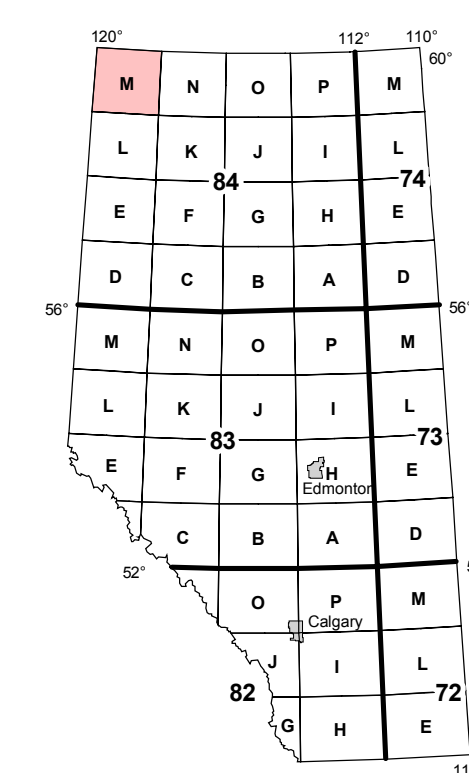 120° 112° 110°
60°
M N O P M
L K J I L
84 74
E F G H E
D C B A D
56° 56°
M N O P M
L K J I L
83 73
E F G H E
Edmonton
C B A D
52°
O P M
Calgary
J I L
82 72
G H E